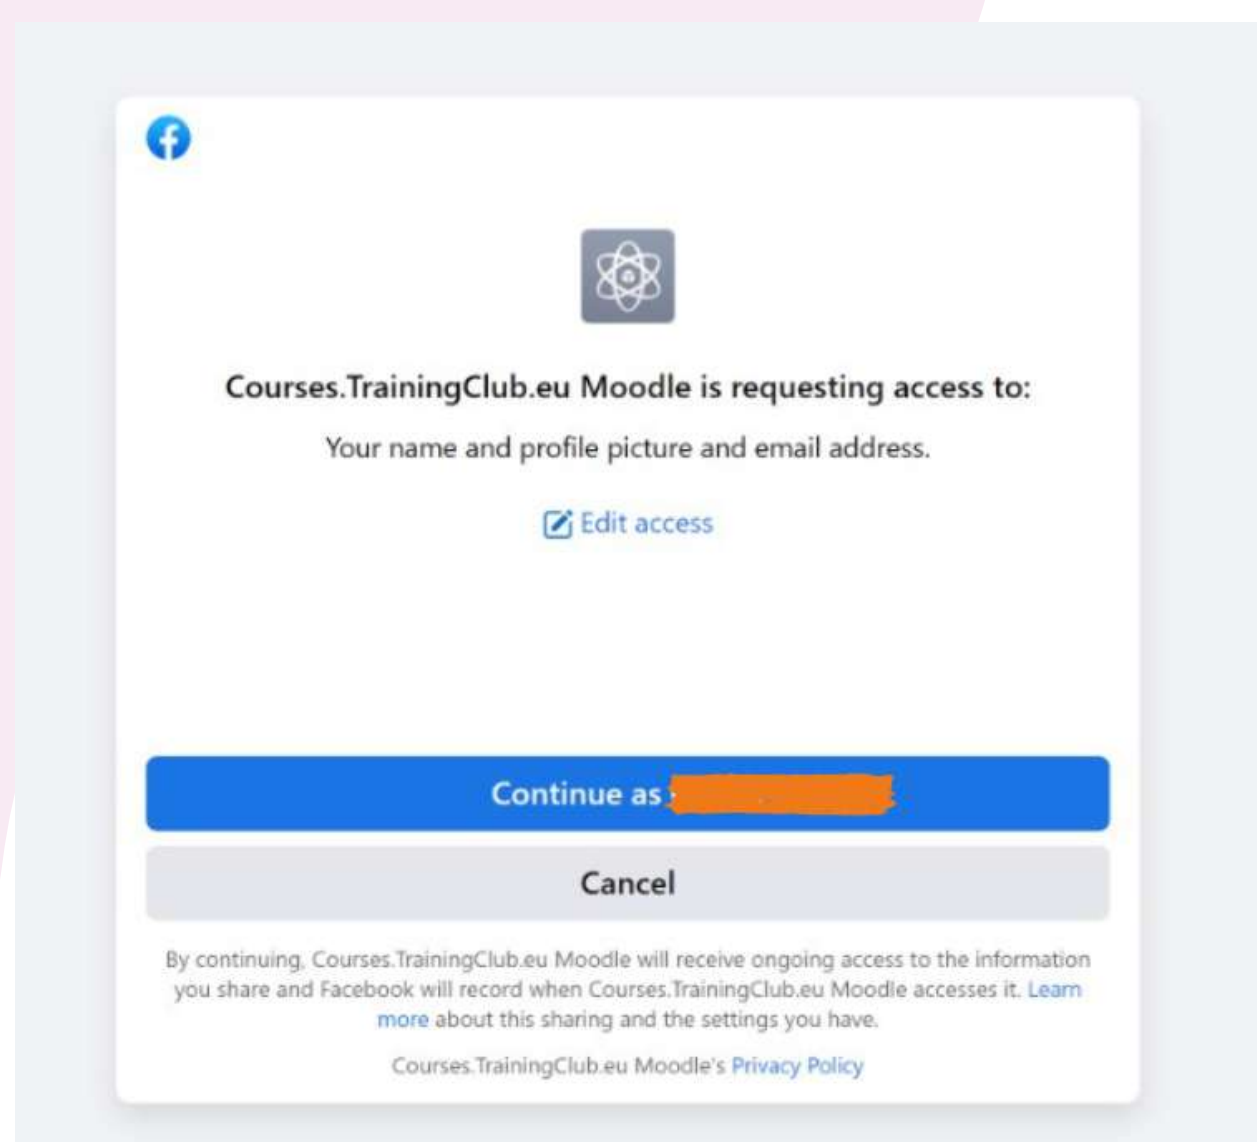 Courses.TrainingClub.eu Moodle is requesting access to:
Your name and profile picture and email address.
Edit access
Continue as
Cancel
By continuing, Courses.TrainingClub.eu Moodle will receive ongoing access to the information
you share and Facebook will record when Courses.TrainingClub.eu Moodle accesses it. Learn
more about this sharing and the settings you have.
Courses.TrainingClub.eu Moodle's Privacy Policy